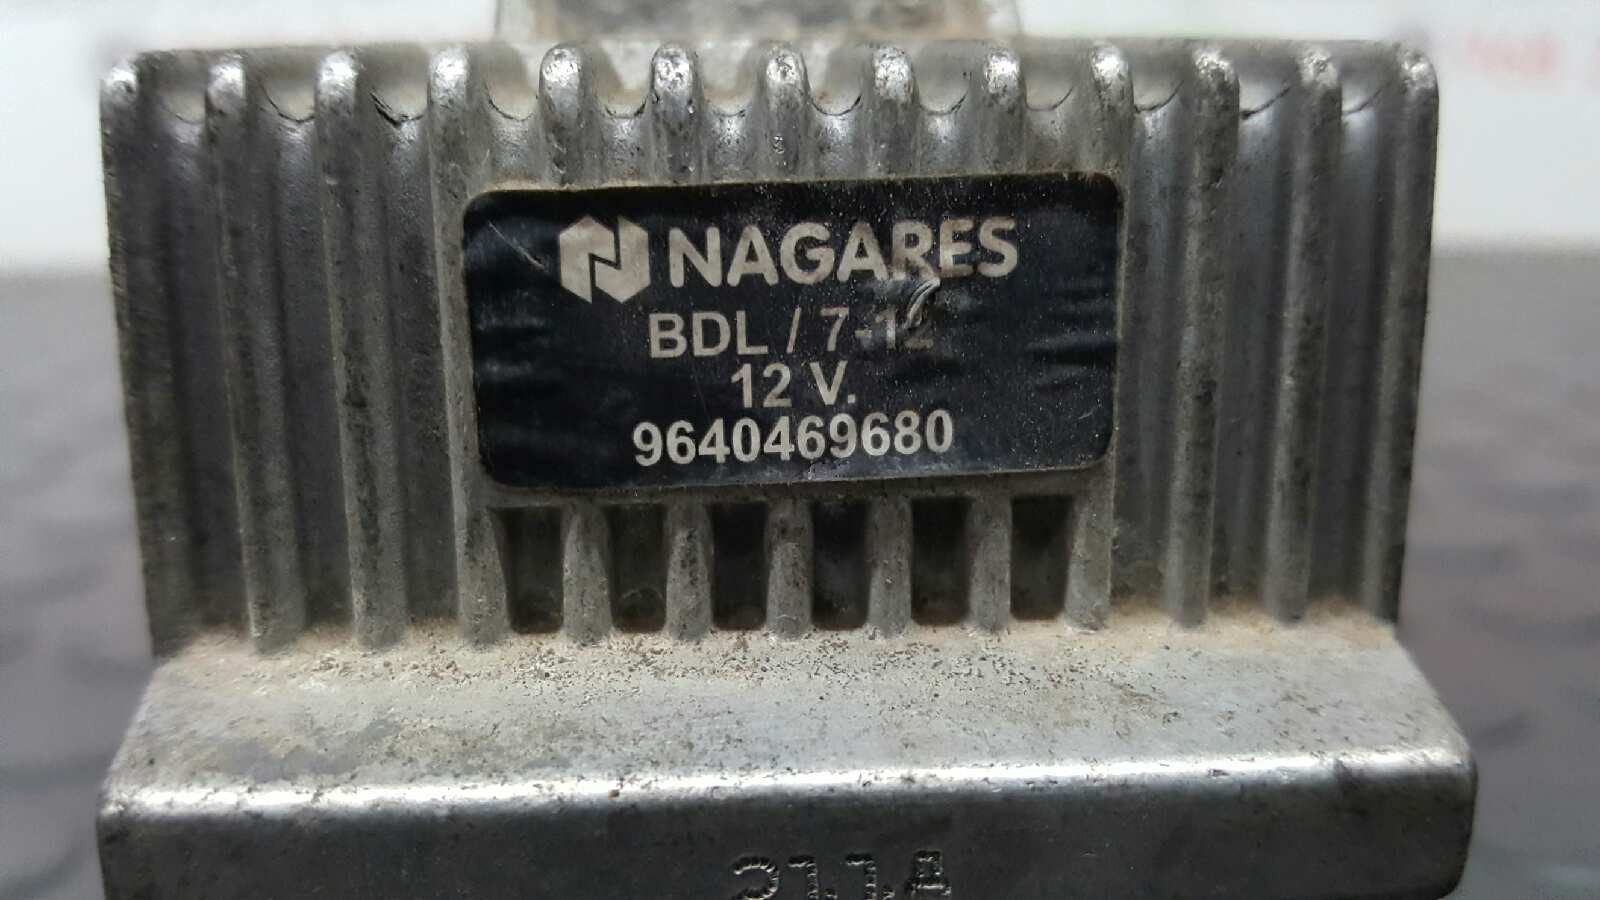 NAGARES
BDL / 7-12
12 V.
9640469680